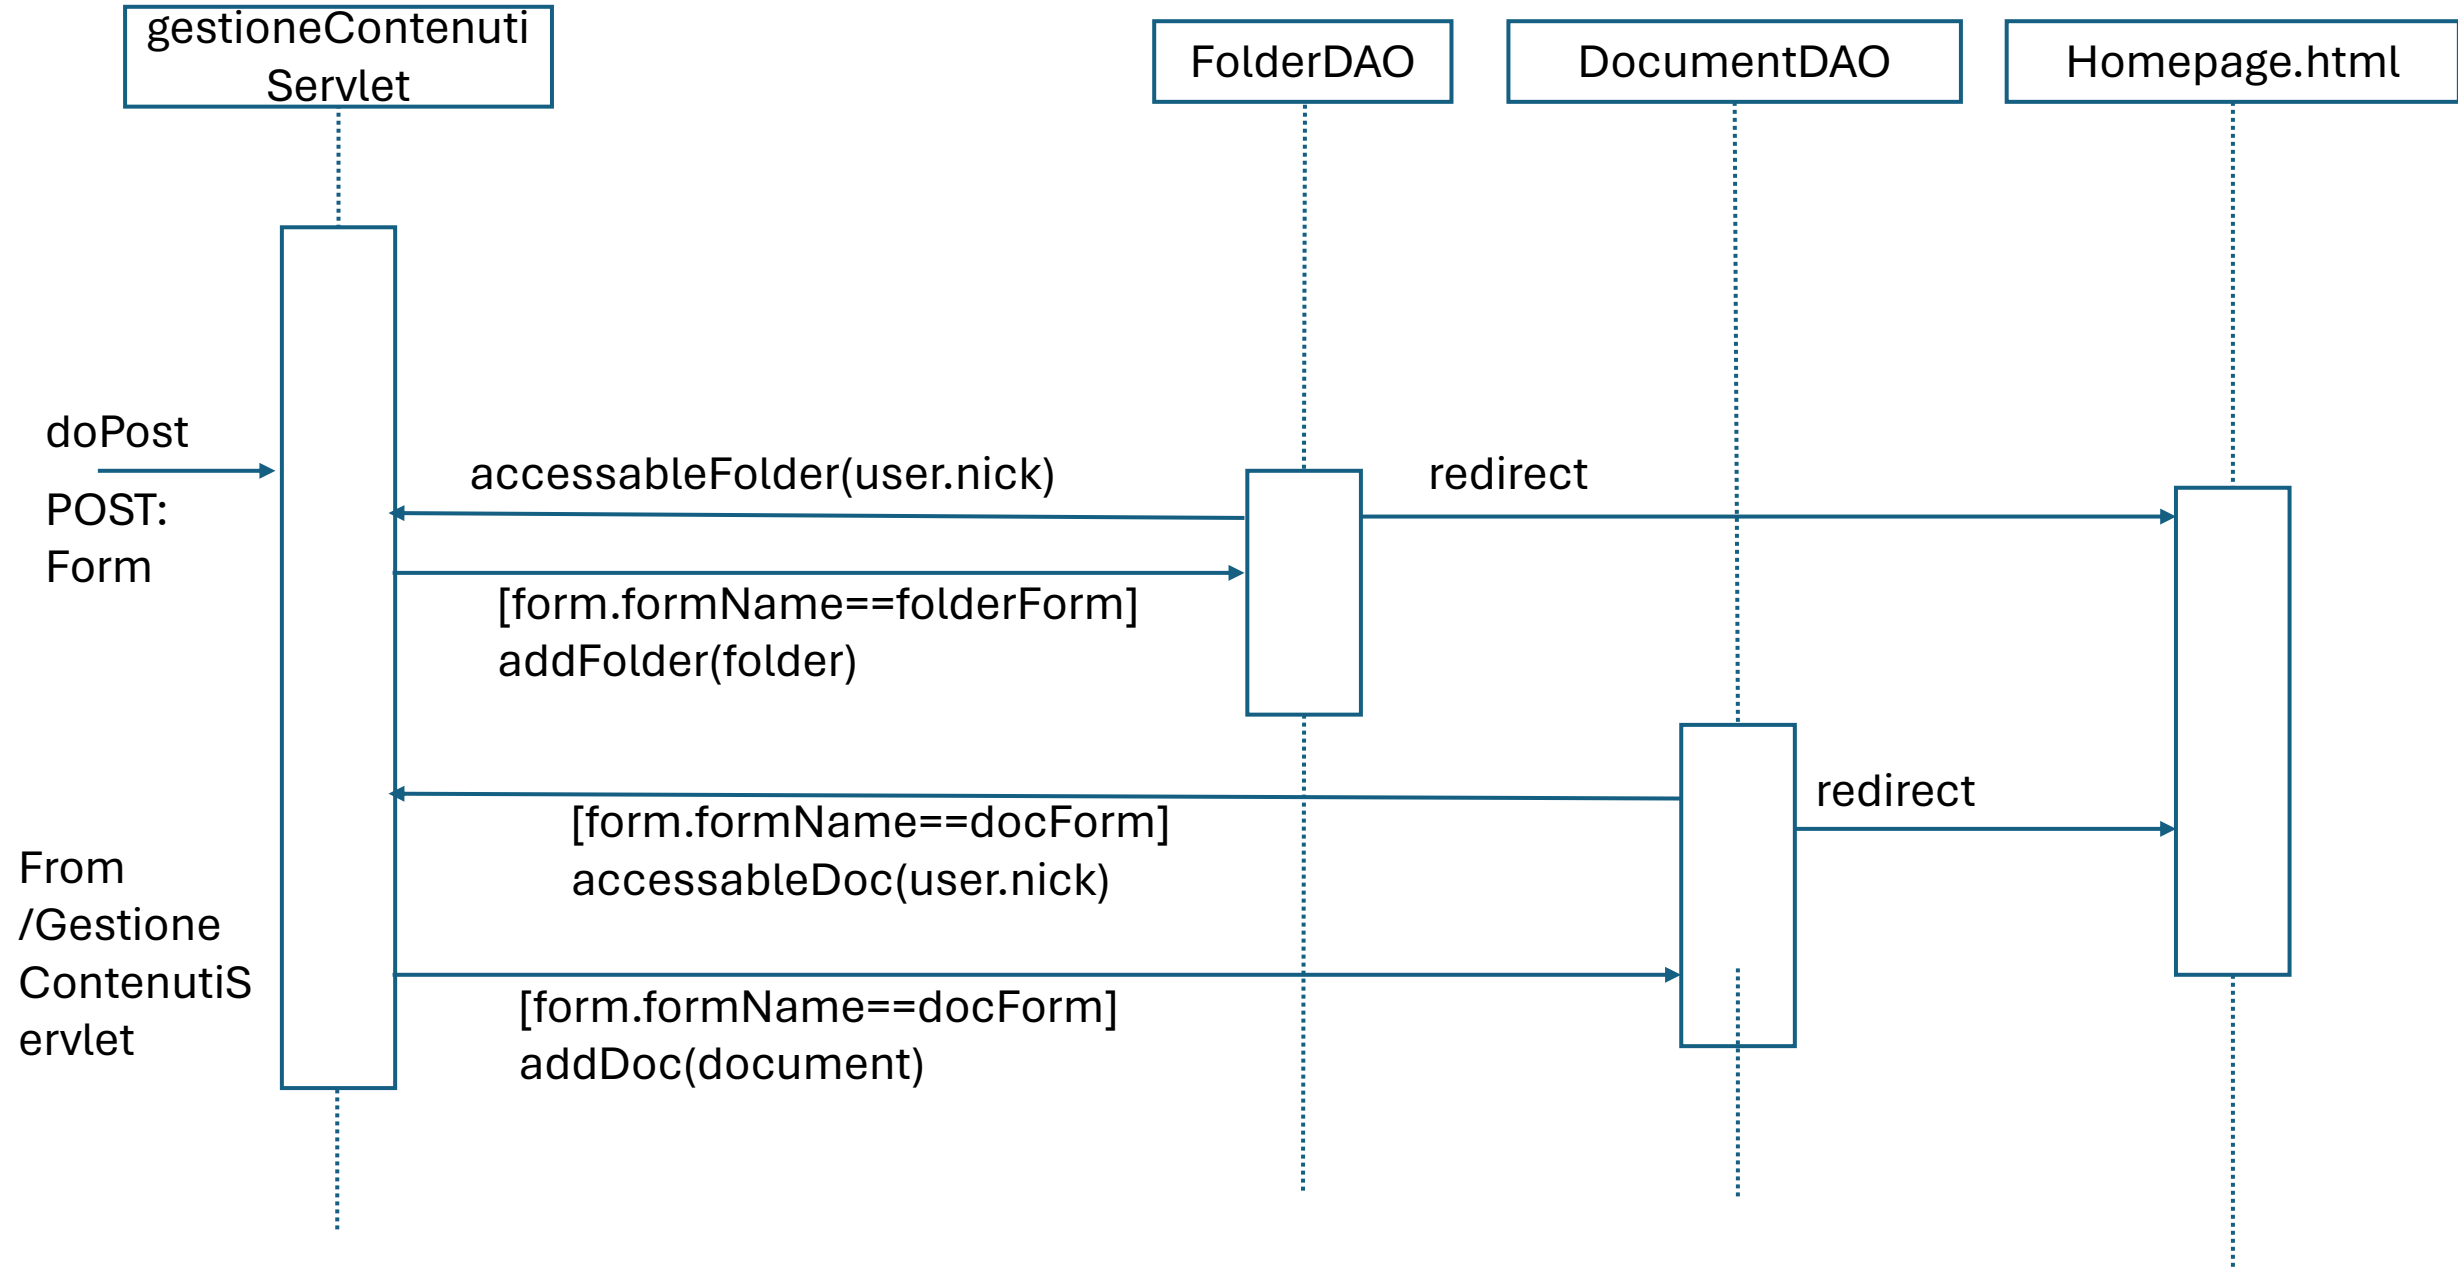 gestioneContenuti
Servlet
FolderDAO
DocumentDAO
Homepage.html
doPost
POST:
Form
accessableFolder(user.nick)
redirect
[form.formName==folderForm]
addFolder(folder)
redirect
[form.formName==docForm]
accessableDoc(user.nick)
From
/Gestione
ContenutiS
ervlet
[form.formName==docForm]
addDoc(document)